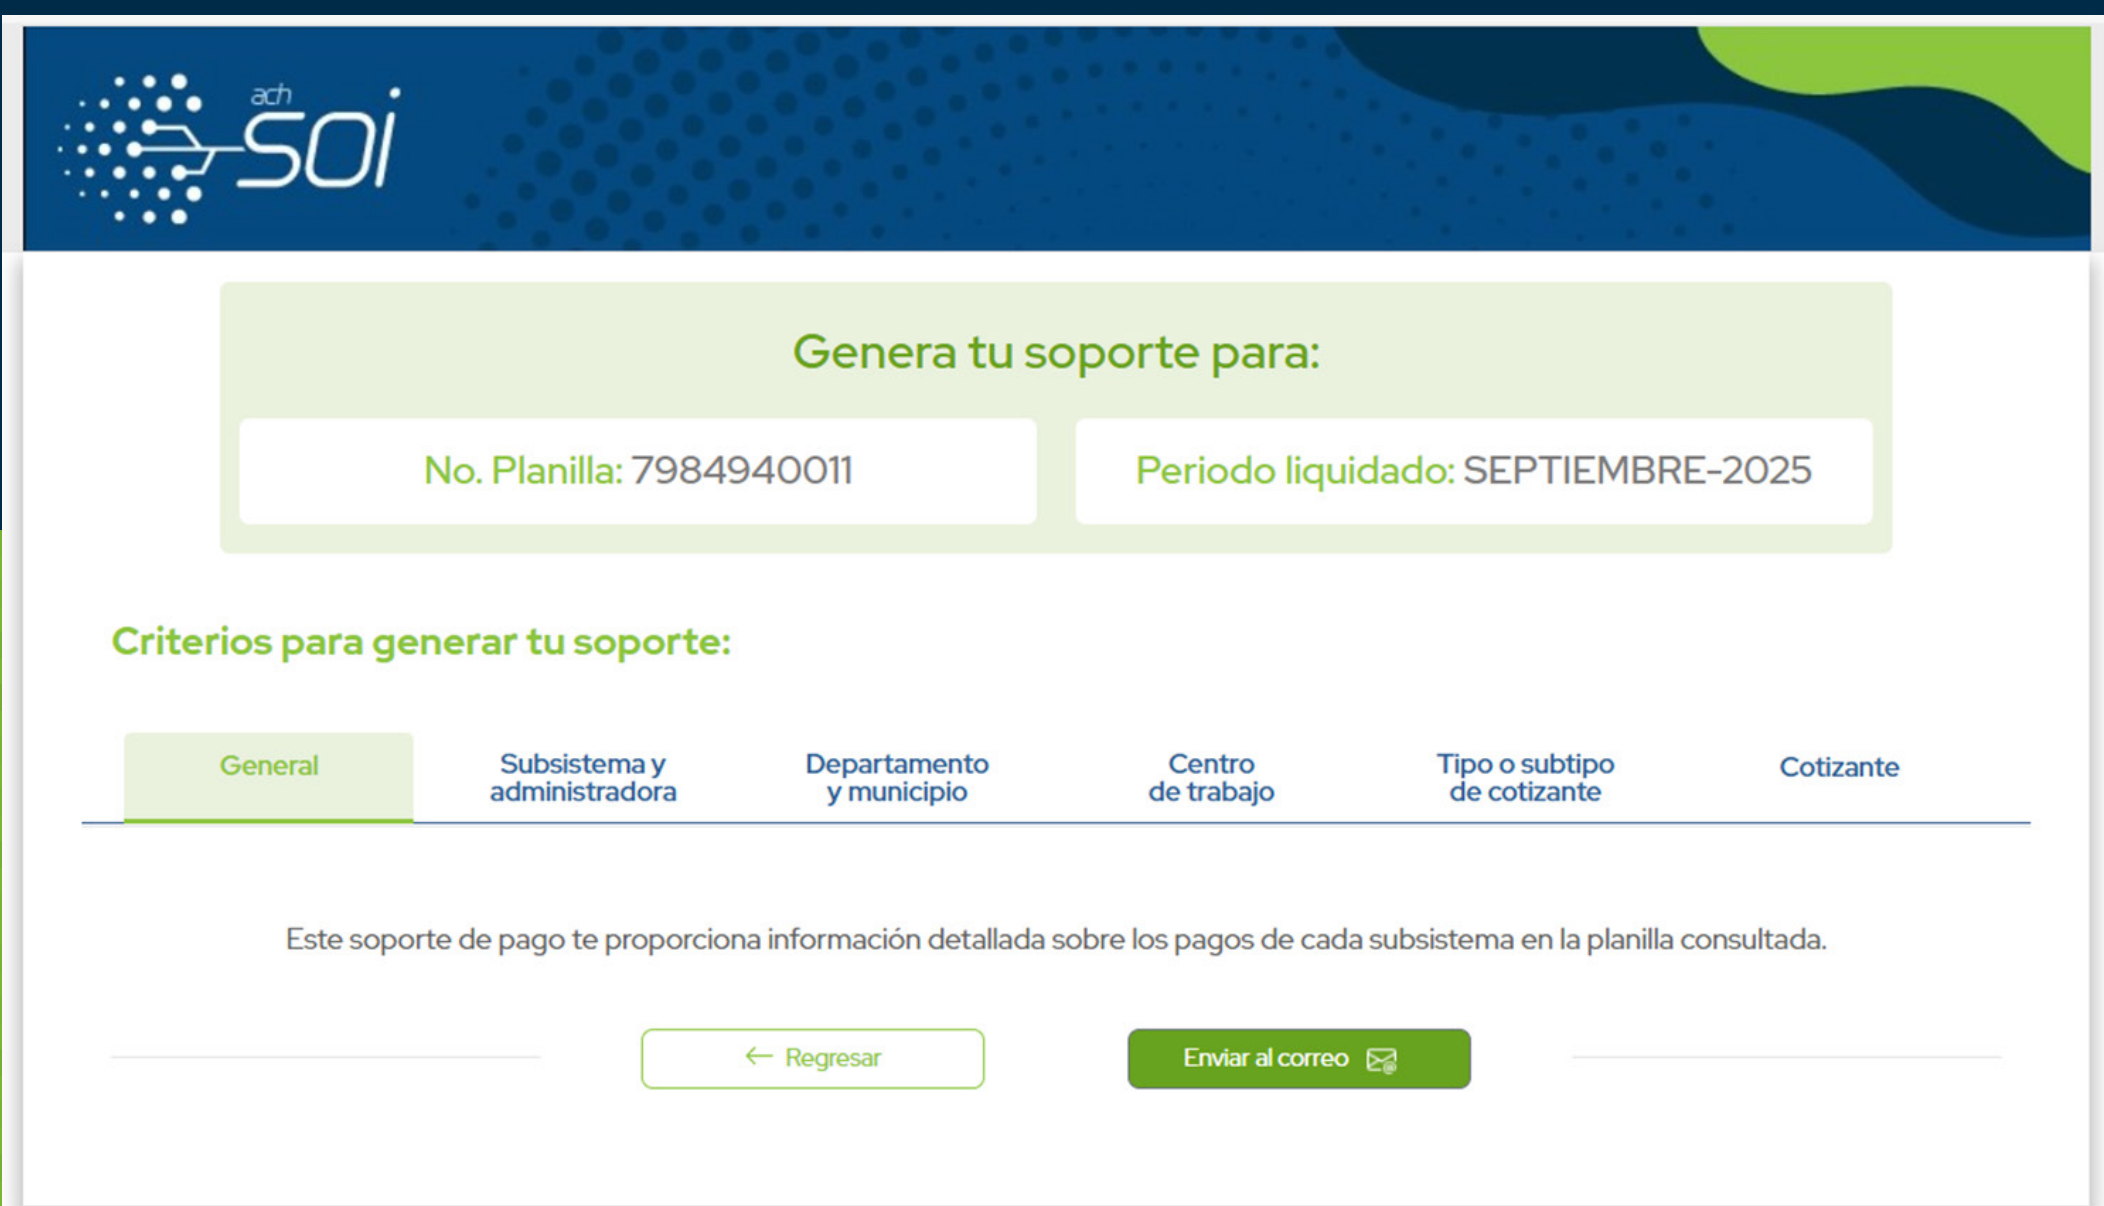 ach
soi
Genera tu soporte para:
No. Planilla: 7984940011
Periodo liquidado: SEPTIEMBRE-2025
Criterios para generar tu soporte:
General
Subsistema y
administradora
Departamento
y municipio
Centro
de trabajo
Tipo o subtipo
de cotizante
Cotizante
Este soporte de pago te proporciona información detallada sobre los pagos de cada subsistema en la planilla consultada.
← Regresar
Enviar al correo